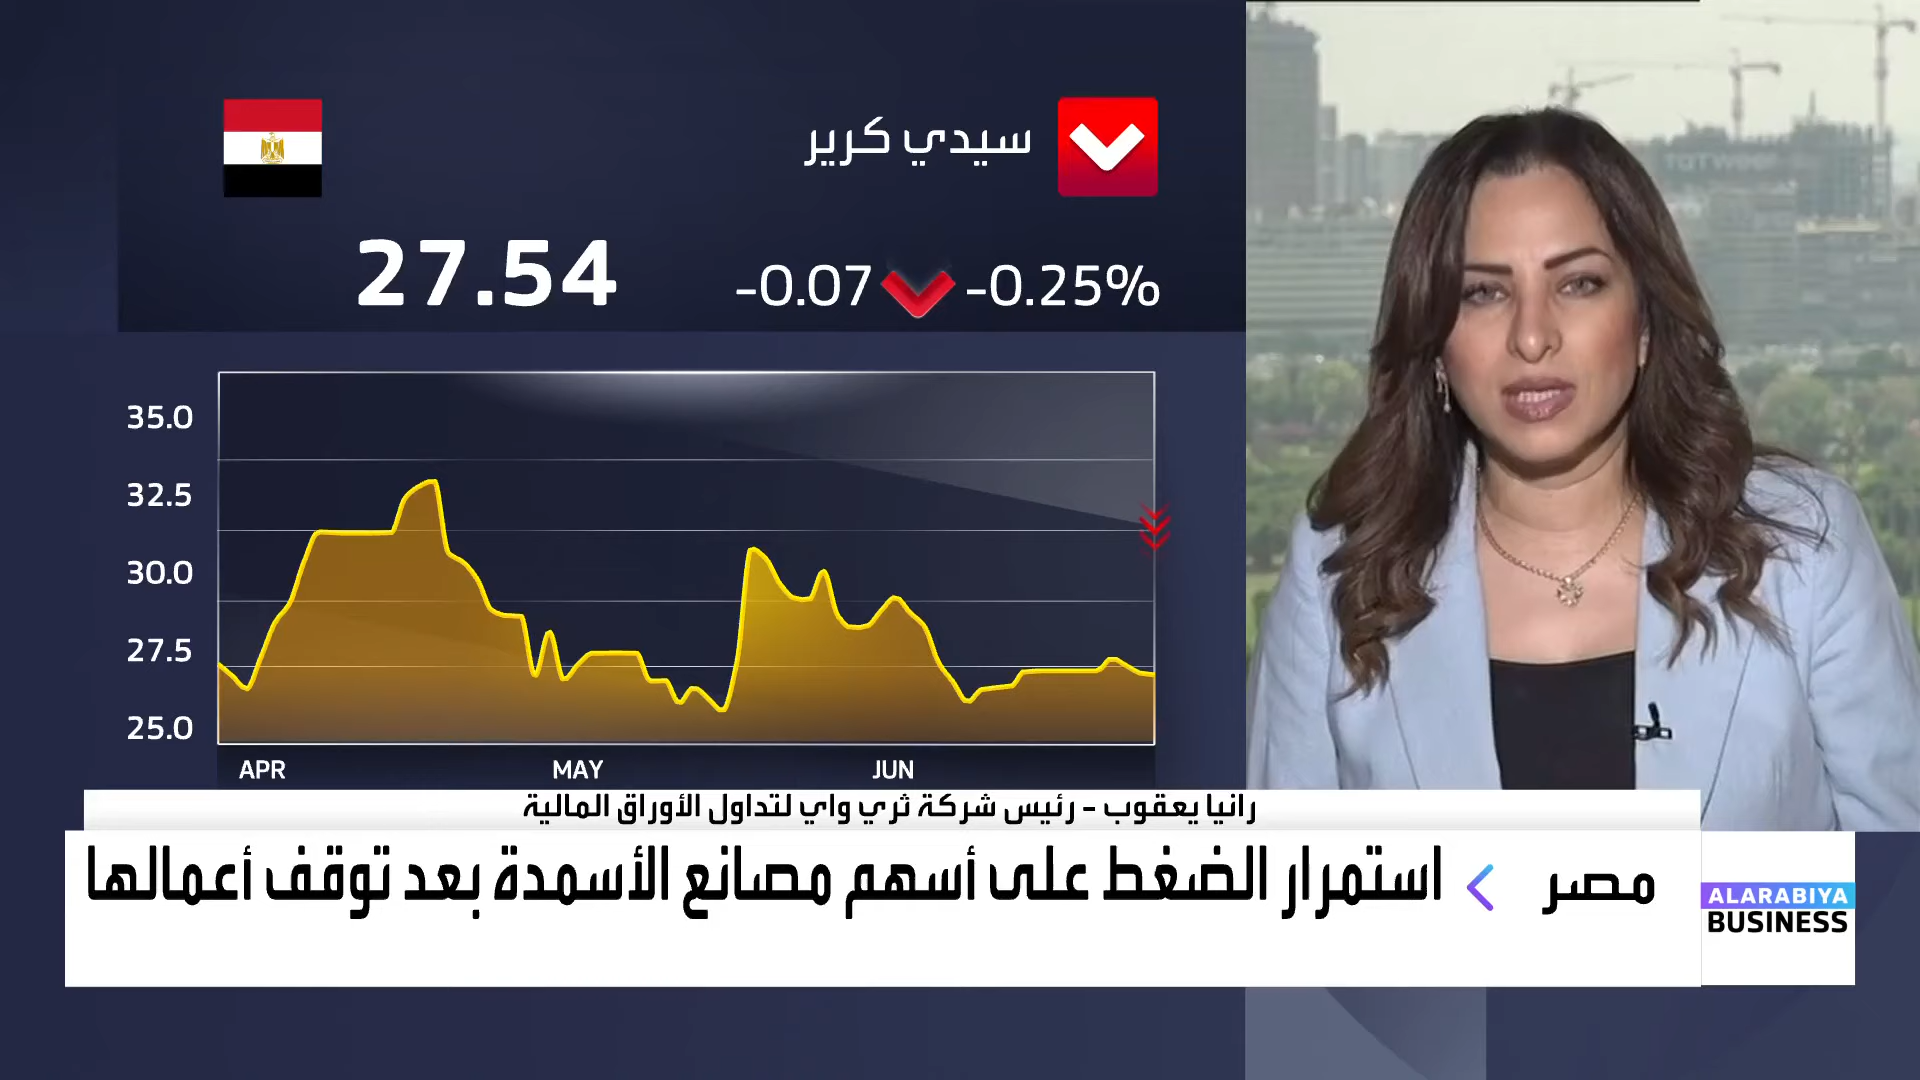 سيدي كرير
27.54
-0.07
-0.25%
35.0
32.5
30.0
27.5
25.0
APR
MAY
JUN
رانيا يعقوب - رئيس شركة ثري واي لتداول الأوراق المالية
مصر
استمرار الضغط على أسهم مصانع الأسمدة بعد توقف أعمالها
ALARABIYA
BUSINESS